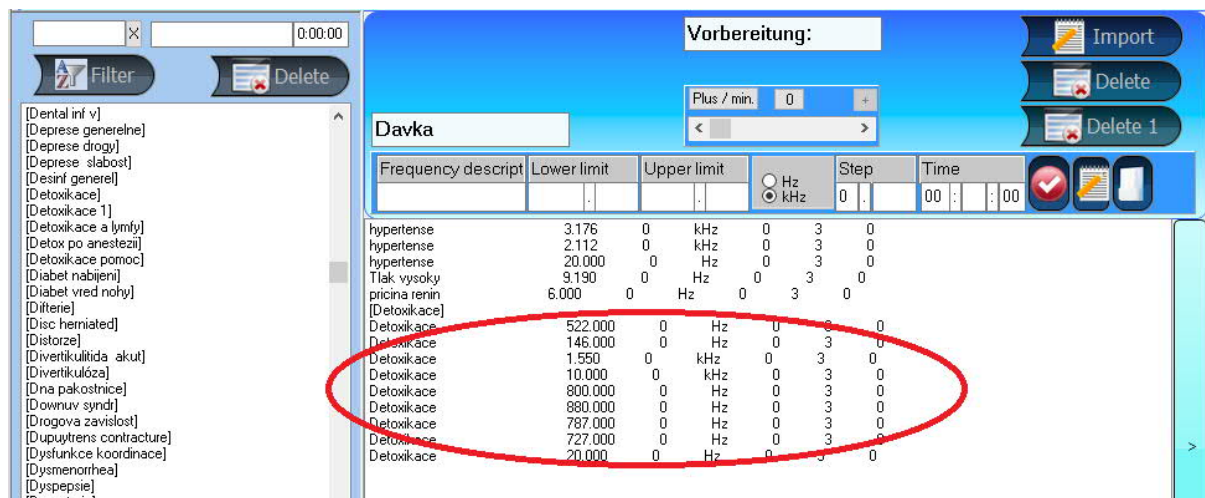 X 0:00:00
Filter Delete
[Dental inf v]
[Deprese generelne]
[Deprese drogy]
[Deprese slabost]
[Desinf generel]
[Detoxikace]
[Detoxikace 1]
[Detoxikace a lymfy]
[Detox po anestezii]
[Detoxikace pomoc]
[Diabet nabijeni]
[Diabet vred nohy]
[Difterie]
[Disc herniated]
[Distorze]
[Divertikulitida akut]
[Divertikulóza]
[Dna pakostnice]
[Downuv syndr]
[Drogova zavislost]
[Dupuytrens contracture]
[Dysfunkce koordinace]
[Dysmenorrhea]
[Dyspepsie]
Vorbereitung:
Import
Delete
Delete 1
Plus / min. 0 +
< >
Davka
Frequency descript Lower limit Upper limit Hz Step Time
. . kHz 0 . 00 : : 00
hypertense 3.176 0 kHz 0 3 0
hypertense 2.112 0 kHz 0 3 0
hypertense 20.000 0 Hz 0 3 0
Tlak vysoky 9.190 0 Hz 0 3 0
pricina renin 6.000 0 Hz 0 3 0
[Detoxikace]
Detoxikace 522.000 0 Hz 0 0
Detoxikace 146.000 0 Hz 0 3 0
Detoxikace 1.550 0 kHz 0 3 0
Detoxikace 10.000 0 kHz 0 3 0
Detoxikace 800.000 0 Hz 0 3 0
Detoxikace 880.000 0 Hz 0 3 0
Detoxikace 787.000 0 Hz 0 3 0
Detoxikace 727.000 0 Hz 0 3 0
Detoxikace 20.000 0 Hz 0 3 0
>